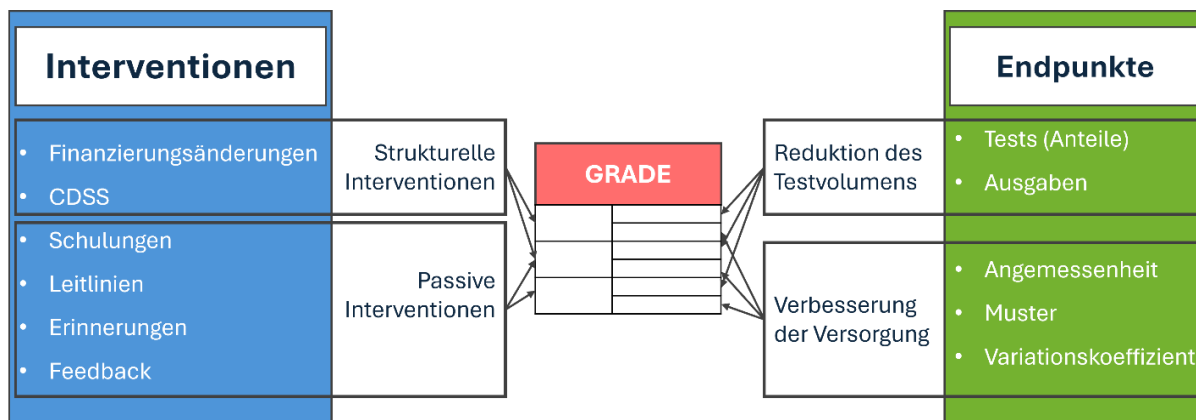 Interventionen
• Finanzierungsänderungen
• CDSS
• Schulungen
• Leitlinien
• Erinnerungen
• Feedback
Strukturelle
Interventionen
Passive
Interventionen
GRADE
Reduktion des
Testvolumens
Verbesserung
der Versorgung
Endpunkte
• Tests (Anteile)
• Ausgaben
• Angemessenheit
• Muster
• Variationskoeffizient